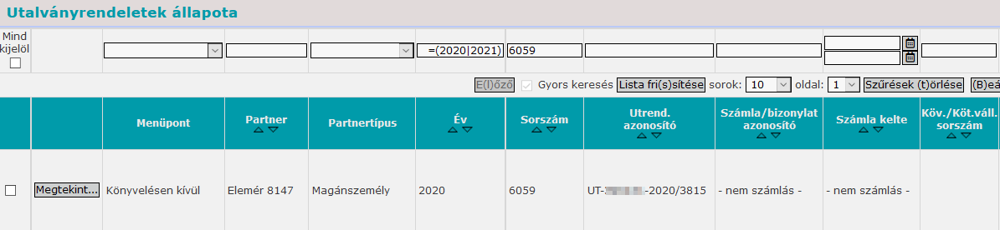 Utalványrendeletek állapota
Mind
kijelöl
=(2020|2021) 6059
E(l)őző Gyors keresés Lista fri(s)sítése sorok: 10 oldal: 1 Szűrések (t)örlése
Menüpont Partner Partnertípus Év Sorszám Utrend. azonosító Számla/bizonylat azonosító Számla kelte Köv./Köt.váll. sorszám
Megtekint... Könyvelésen kívül Elemér 8147 Magánszemély 2020 6059 UT- -2020/3815 - nem számlás - - nem számlás -